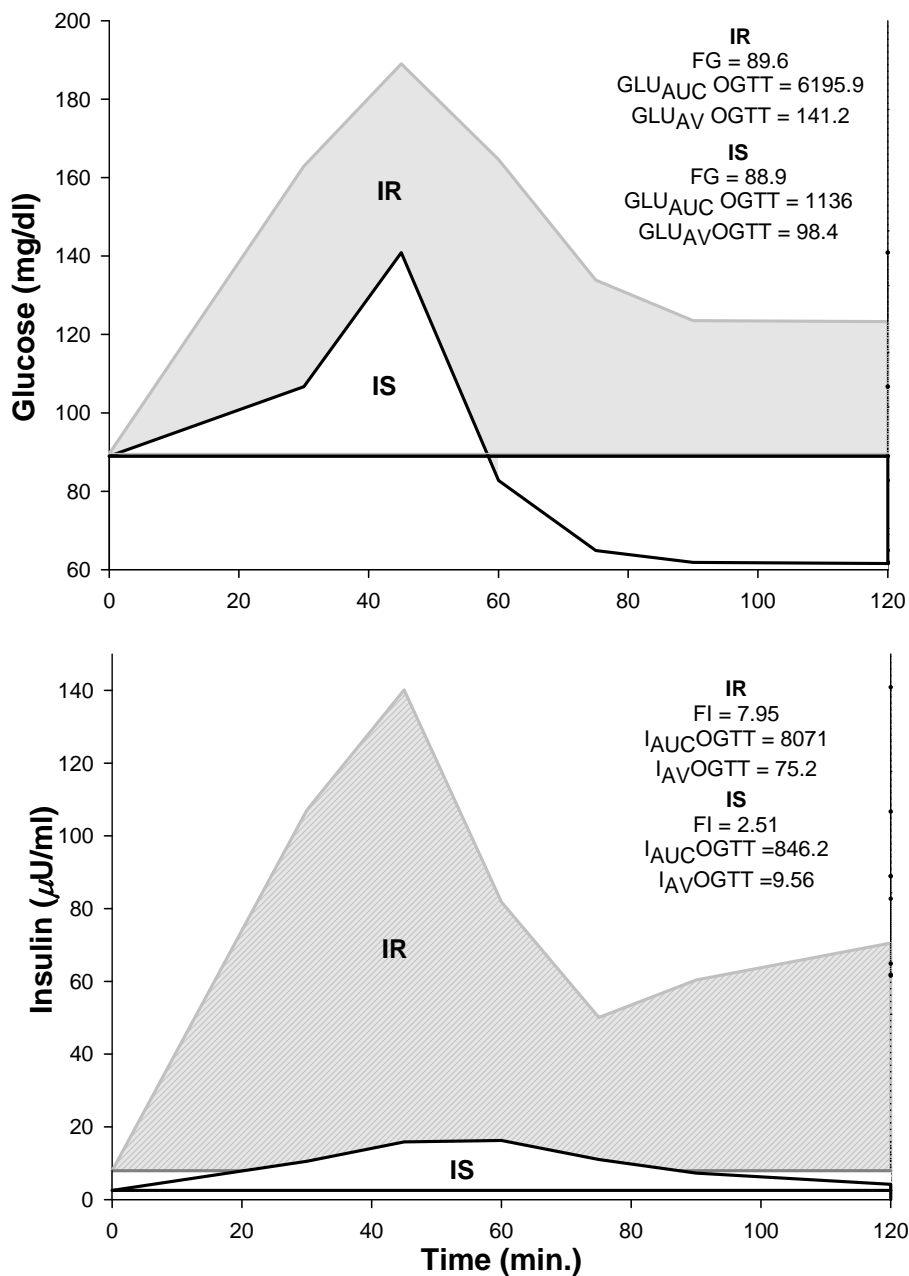 200
180
160
140
120
100
80
60
Glucose (mg/dl)
IR
FG = 89.6
GLUAUC OGTT = 6195.9
GLUAV OGTT = 141.2
IS
FG = 88.9
GLUAUC OGTT = 1136
GLUAVOGTT = 98.4
IR
IS
0 20 40 60 80 100 120
140
120
100
80
60
40
20
0
Insulin (μU/ml)
IR
FI = 7.95
IAUCOGTT = 8071
IAVOGTT = 75.2
IS
FI = 2.51
IAUCOGTT =846.2
IAVOGTT =9.56
IR
IS
0 20 40 60 80 100 120
Time (min.)